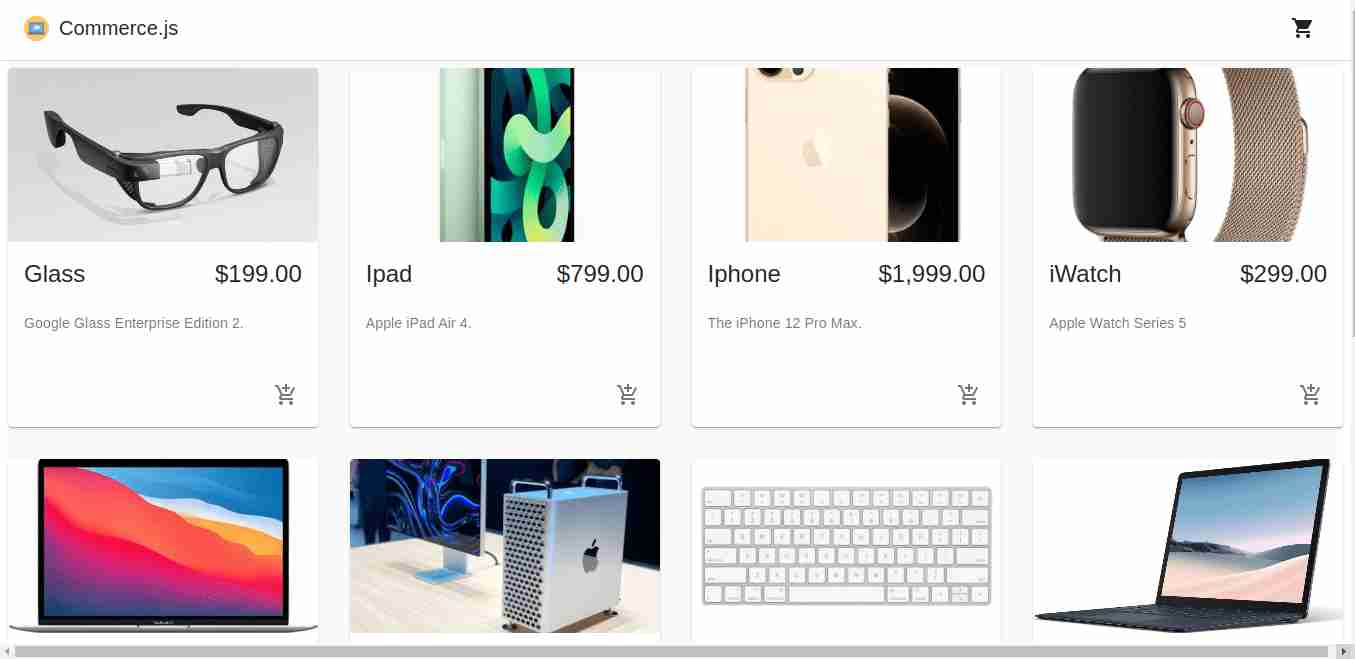 Commerce.js
Glass $199.00
Google Glass Enterprise Edition 2.
Ipad $799.00
Apple iPad Air 4.
Iphone $1,999.00
The iPhone 12 Pro Max.
iWatch $299.00
Apple Watch Series 5